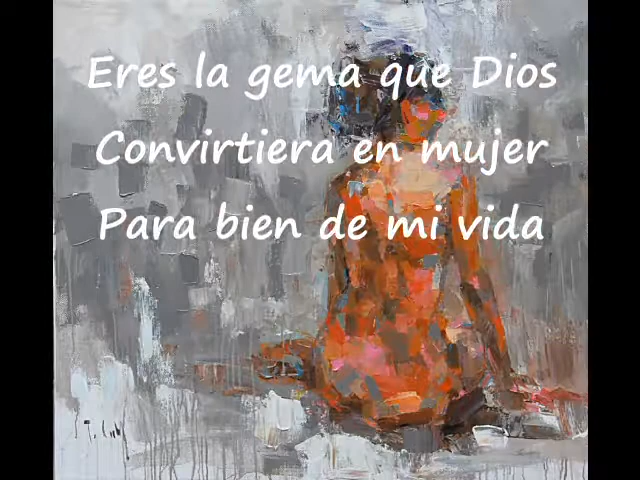 Eres la gema que Dios
Convirtiera en mujer
Para bien de mi vida